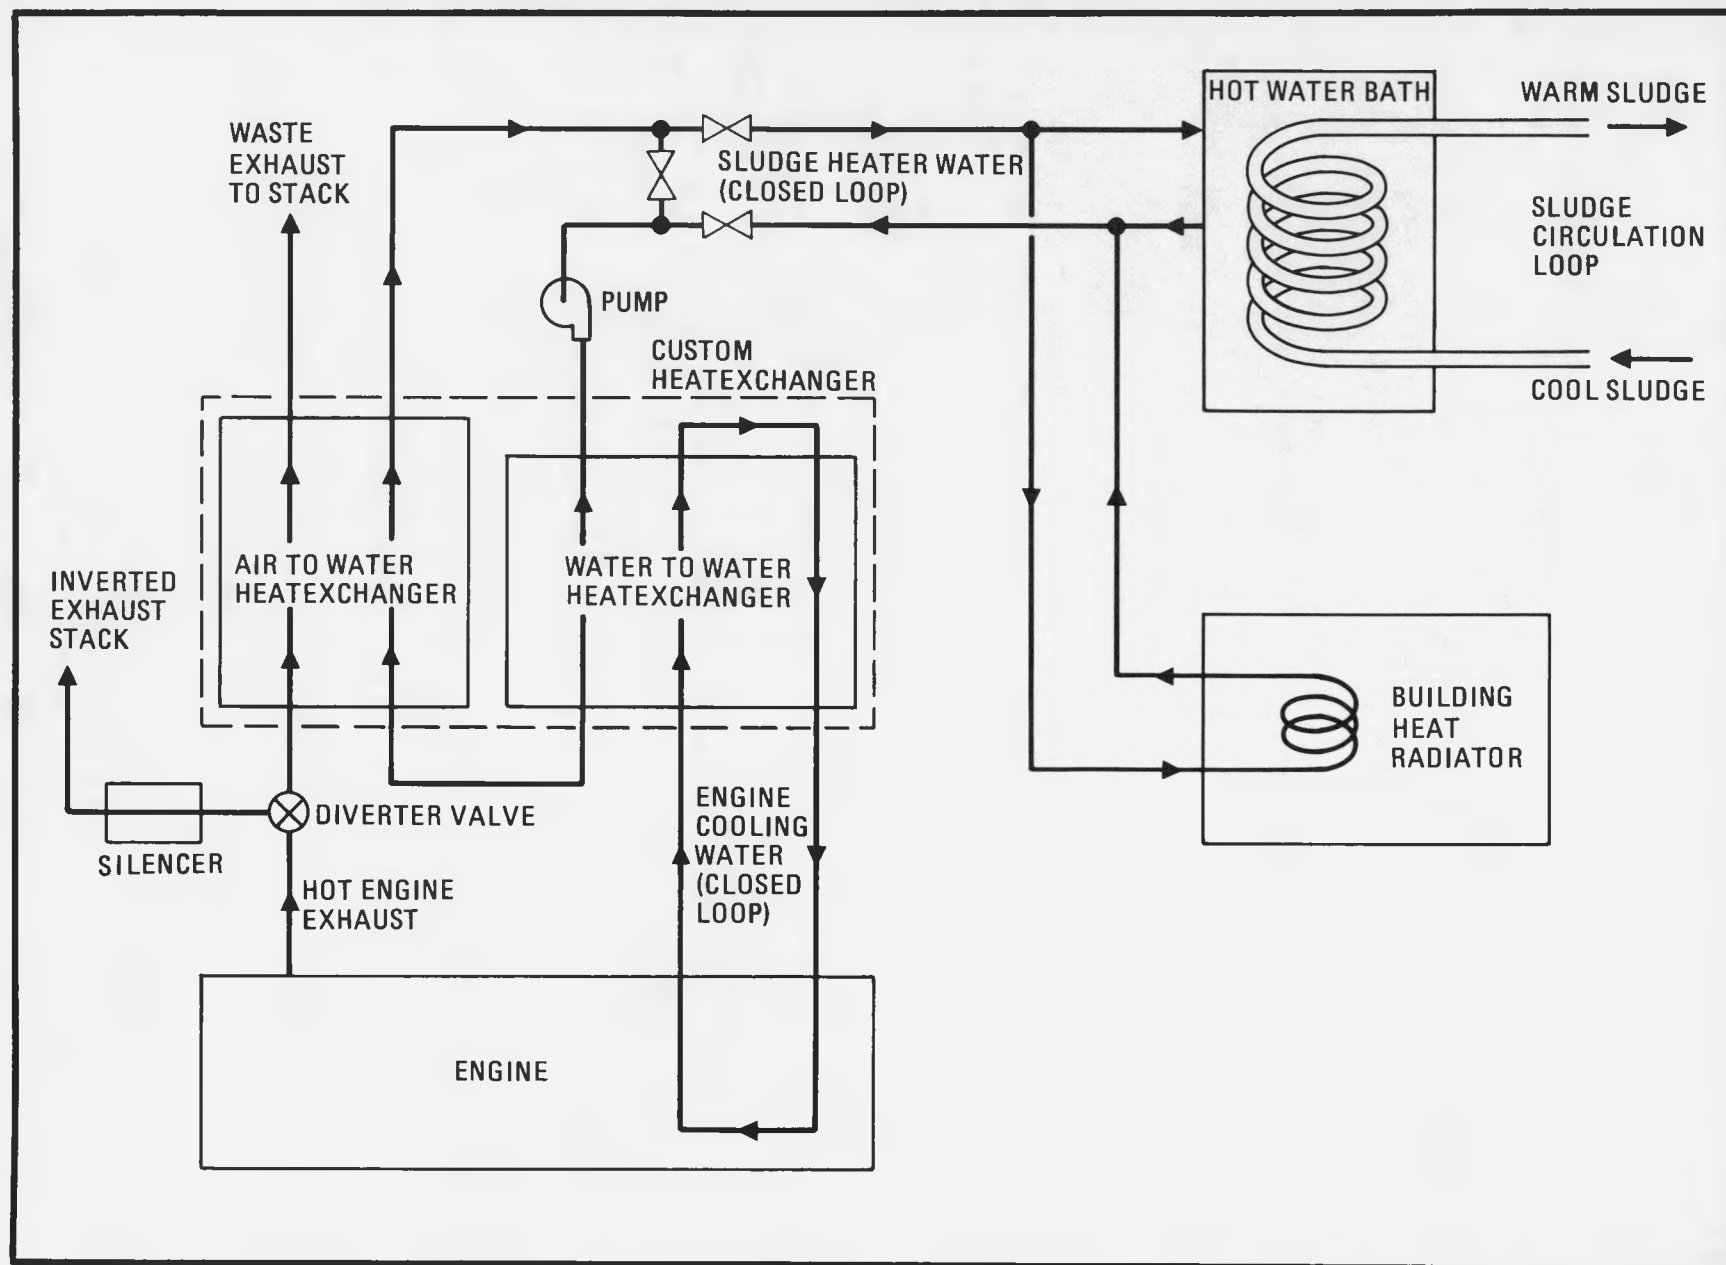 HOT WATER BATH
WARM SLUDGE
WASTE
EXHAUST
TO STACK
SLUDGE HEATER WATER
(CLOSED LOOP)
SLUDGE
CIRCULATION
LOOP
PUMP
CUSTOM
HEATEXCHANGER
COOL SLUDGE
AIR TO WATER
HEATEXCHANGER
WATER TO WATER
HEATEXCHANGER
INVERTED
EXHAUST
STACK
BUILDING
HEAT
RADIATOR
ENGINE
COOLING
WATER
(CLOSED
LOOP)
DIVERTER VALVE
SILENCER
HOT ENGINE
EXHAUST
ENGINE